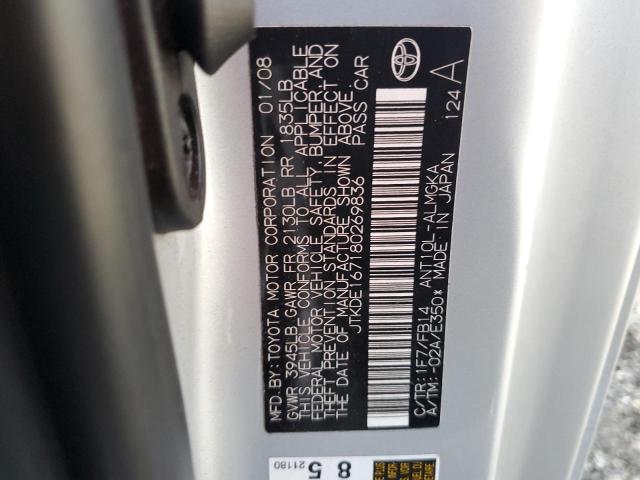 MFD.BY:TOYOTA MOTOR CORPORATION 01/08
GVWR 3945LB GAWR FR 2130LB RR 1835LB
THIS VEHICLE CONFORMS TO ALL APPLICABLE
FEDERAL MOTOR VEHICLE SAFETY, BUMPER, AND
THEFT PREVENTION STANDARDS IN EFFECT ON
THE DATE OF MANUFACTURE SHOWN ABOVE.
JTKDE167180269836 PASS CAR
C/TR: 1F7/FB14 ANT10L-ALMGKA
A/TM: -02A/E350* MADE IN JAPAN
124 A
8 5
21180